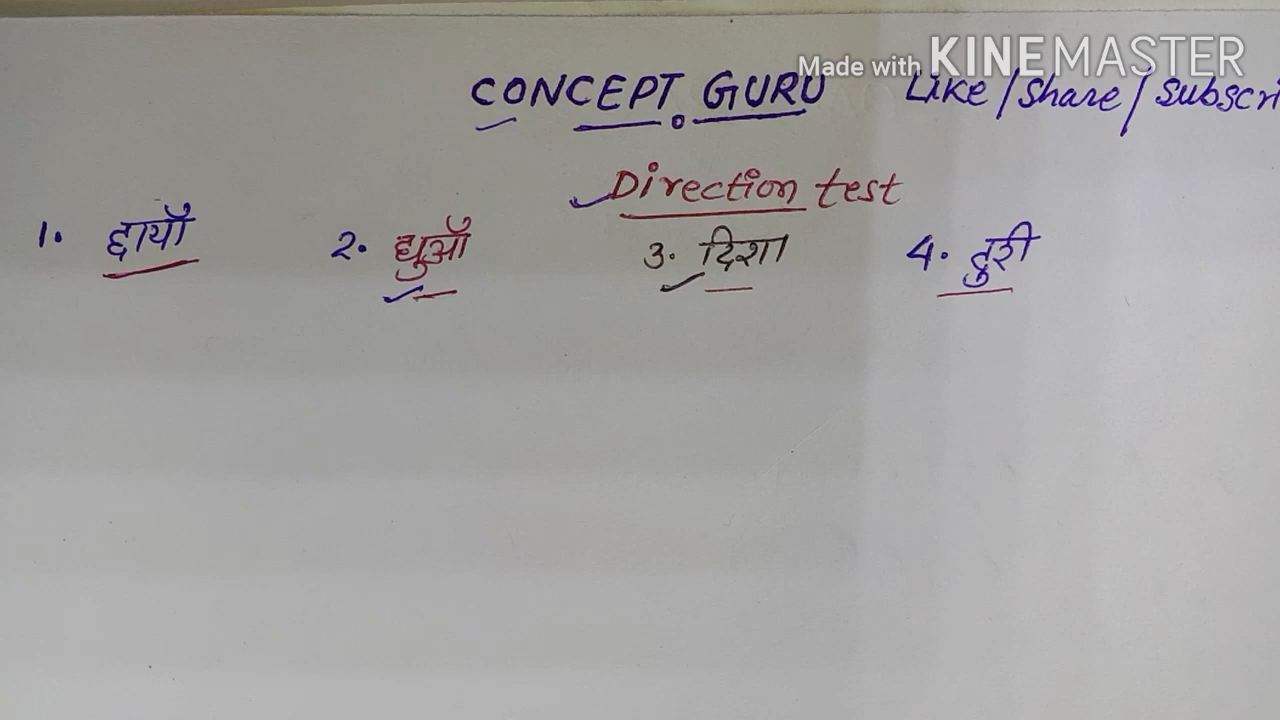 Made with KINEMASTER
CONCEPT GURU Like/Share/Subscri
Direction test
1. छायाँ 2. धुआँ 3. दिशा 4. दुरी